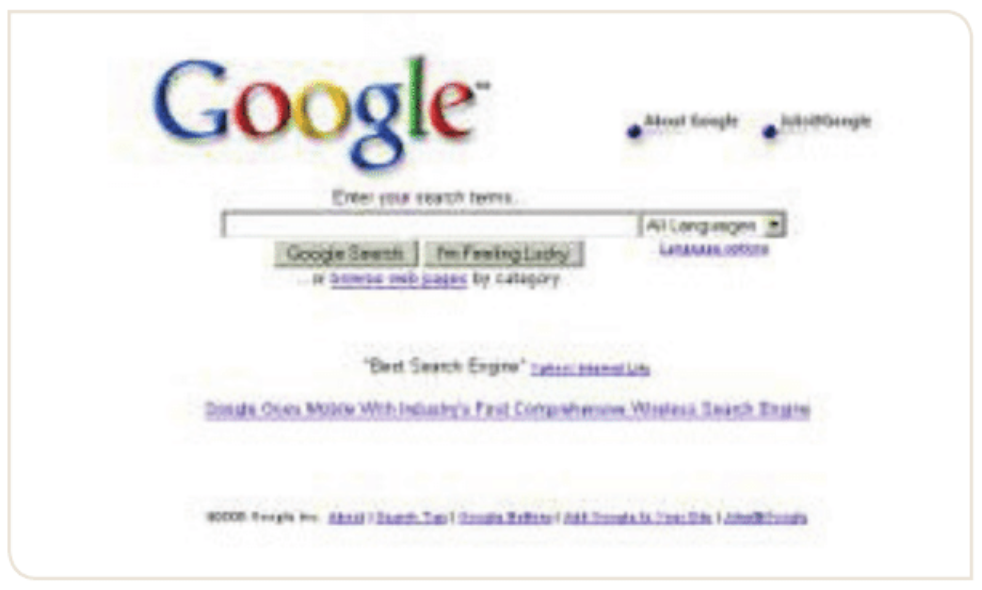 Google™
About Google Jobs@Google
Enter your search terms...
All Languages
Google Search I'm Feeling Lucky
Language options
...or browse web pages by category
"Best Search Engine" Yahoo! Internet Life
Google Goes Mobile With Industry's First Comprehensive Wireless Search Engine
Google Inc. About | Search Tips | Google Buttons | Add Google to Your Site | Jobs@Google